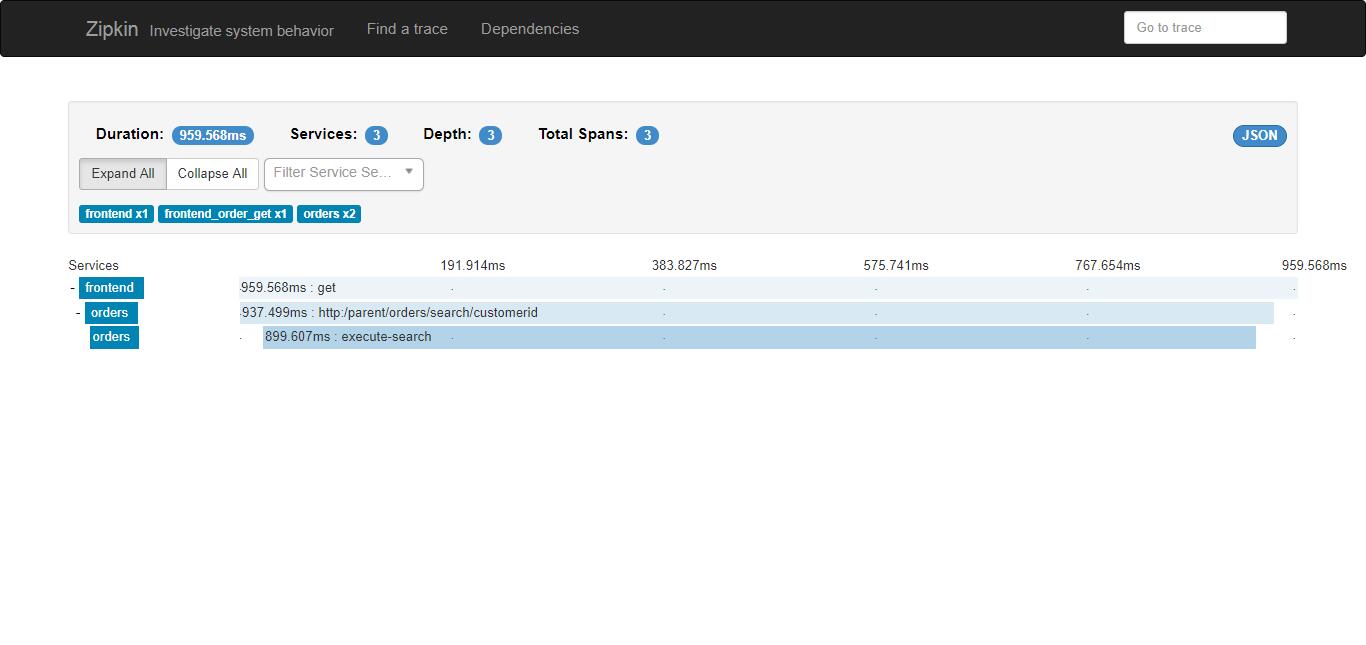 Zipkin Investigate system behavior Find a trace Dependencies Go to trace
Duration: 959.568ms Services: 3 Depth: 3 Total Spans: 3 JSON
Expand All Collapse All Filter Service Se...
frontend x1 frontend_order_get x1 orders x2
Services 191.914ms 383.827ms 575.741ms 767.654ms 959.568ms
- frontend 959.568ms : get
- orders 937.499ms : http:/parent/orders/search/customerid
orders 899.607ms : execute-search